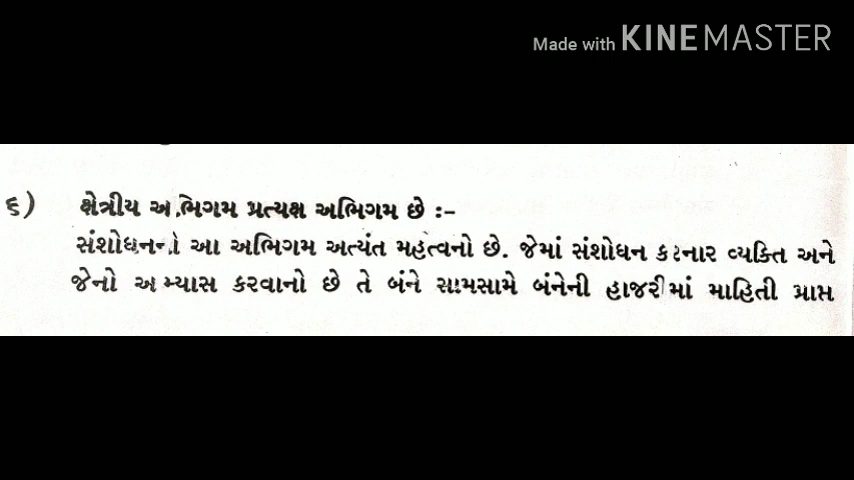 Made with KINEMASTER
૬) ક્ષેત્રીય અભિગમ પ્રત્યક્ષ અભિગમ છે :-
સંશોધનનો આ અભિગમ અત્યંત મહત્વનો છે. જેમાં સંશોધન કરનાર વ્યક્તિ અને
જેનો અભ્યાસ કરવાનો છે તે બંને સામસામે બંનેની હાજરીમાં માહિતી પ્રાપ્ત